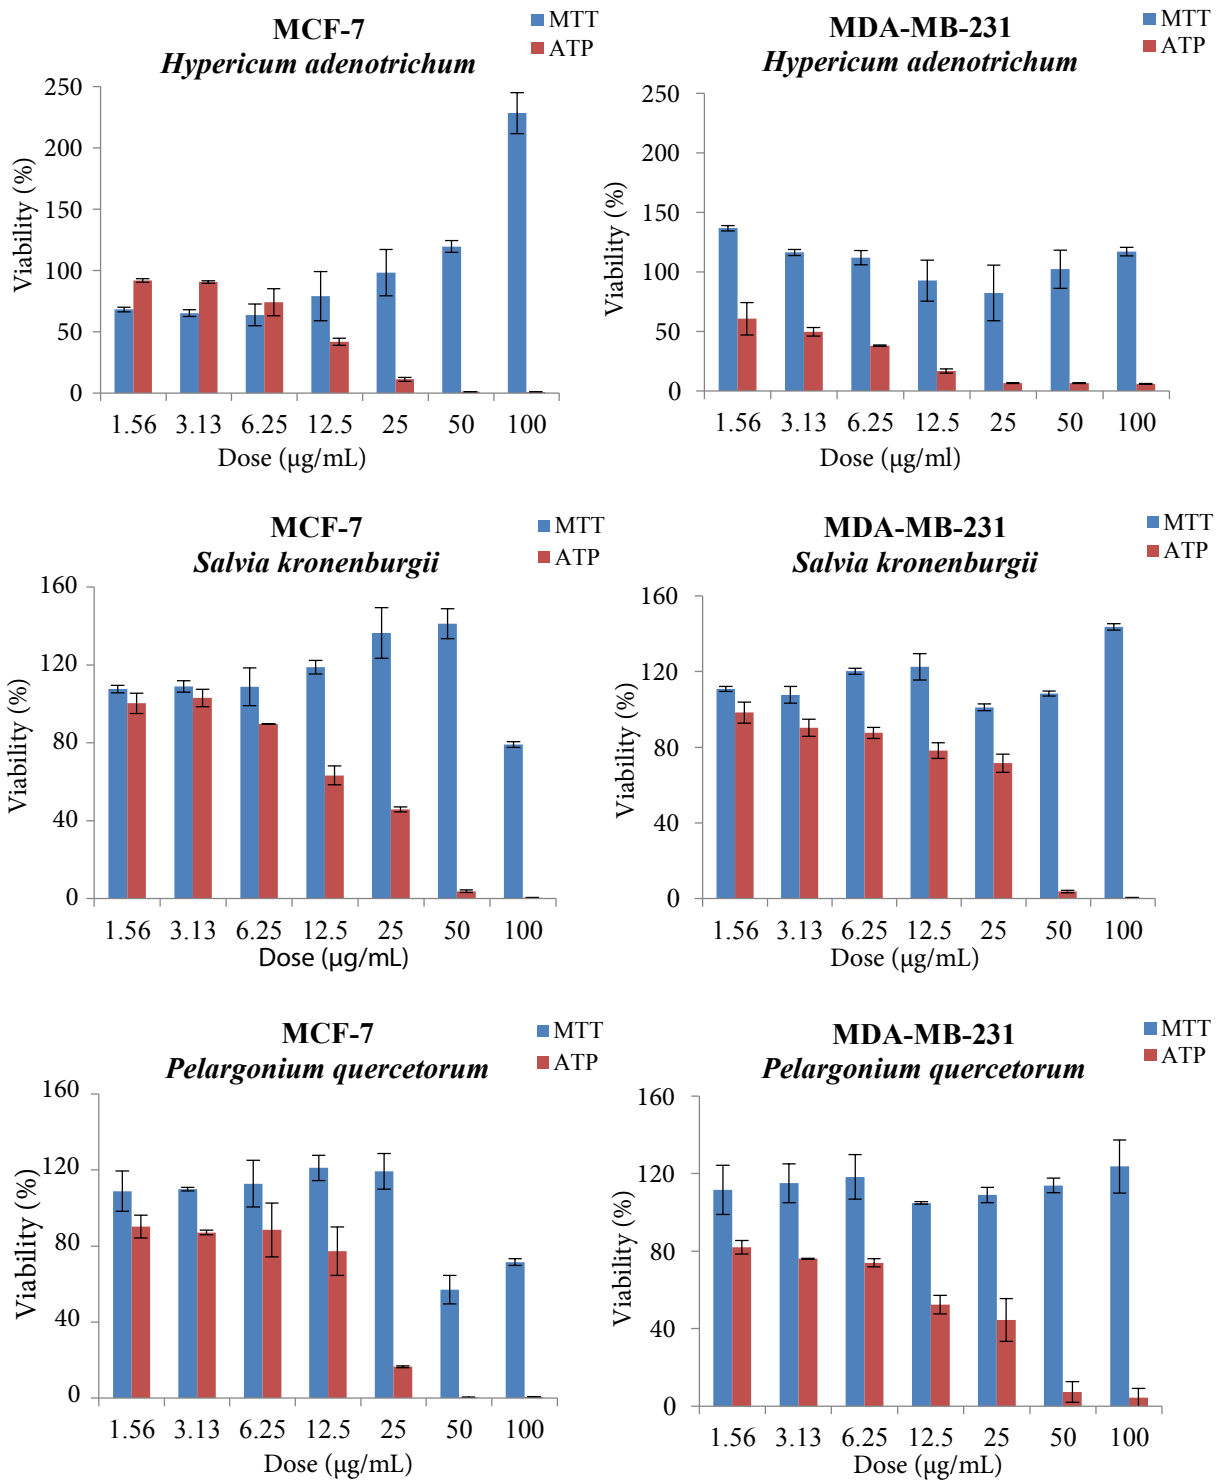 MCF-7
Hypericum adenotrichum
MTT
ATP
Viability (%)
250
200
150
100
50
0
1.56 3.13 6.25 12.5 25 50 100
Dose (µg/mL)
MDA-MB-231
Hypericum adenotrichum
MTT
ATP
Viability (%)
250
200
150
100
50
0
1.56 3.13 6.25 12.5 25 50 100
Dose (µg/ml)
MCF-7
Salvia kronenburgii
MTT
ATP
Viability (%)
160
120
80
40
0
1.56 3.13 6.25 12.5 25 50 100
Dose (µg/mL)
MDA-MB-231
Salvia kronenburgii
MTT
ATP
Viability (%)
160
120
80
40
0
1.56 3.13 6.25 12.5 25 50 100
Dose (µg/mL)
MCF-7
Pelargonium quercetorum
MTT
ATP
Viability (%)
160
120
80
40
0
1.56 3.13 6.25 12.5 25 50 100
Dose (µg/mL)
MDA-MB-231
Pelargonium quercetorum
MTT
ATP
Viability (%)
160
120
80
40
0
1.56 3.13 6.25 12.5 25 50 100
Dose (µg/mL)